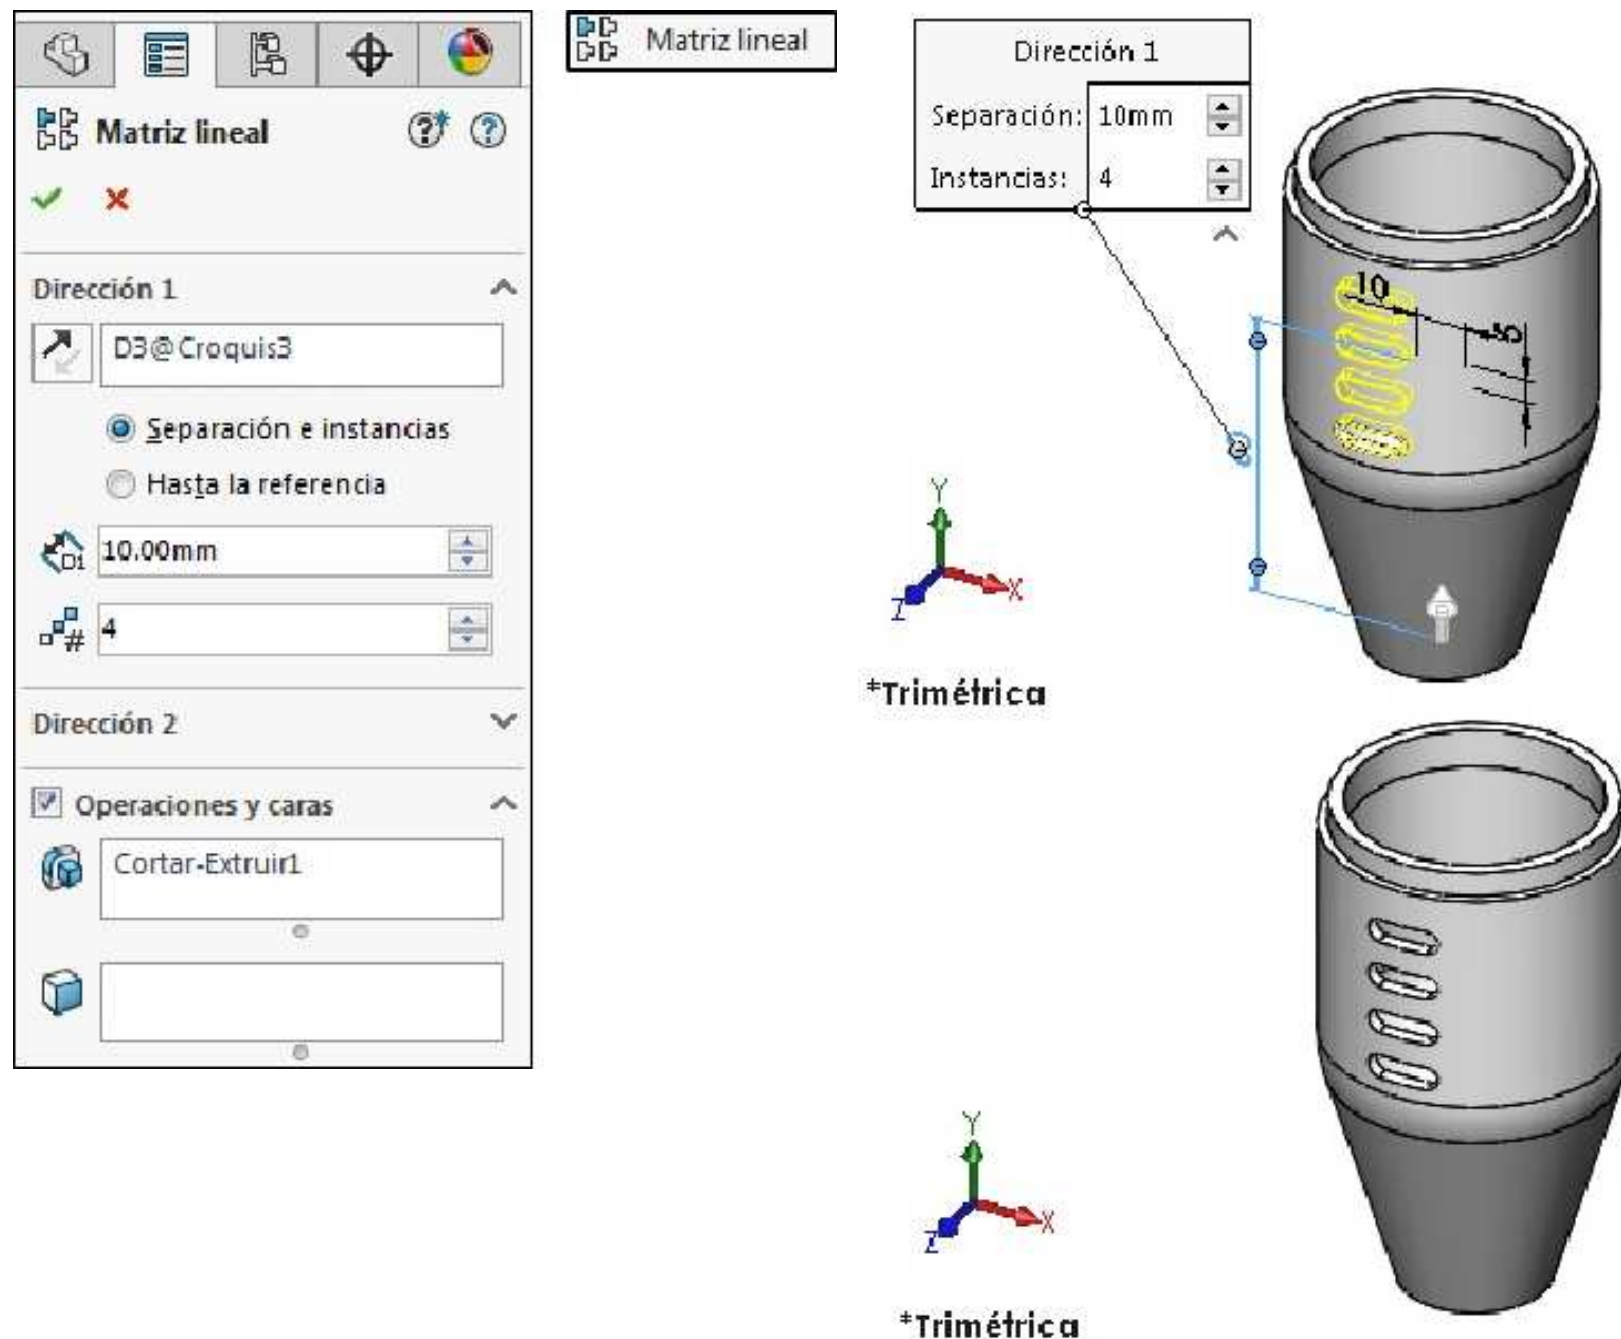 Matriz lineal
Dirección 1
D3@Croquis3
Separación e instancias
Hasta la referencia
D1
10.00mm
#
4
Dirección 2
Operaciones y caras
Cortar-Extruir1
Matriz lineal
Dirección 1
Separación: 10mm
Instancias: 4
10
Y
X
Z
*Trimétrica
Y
X
Z
*Trimétrica